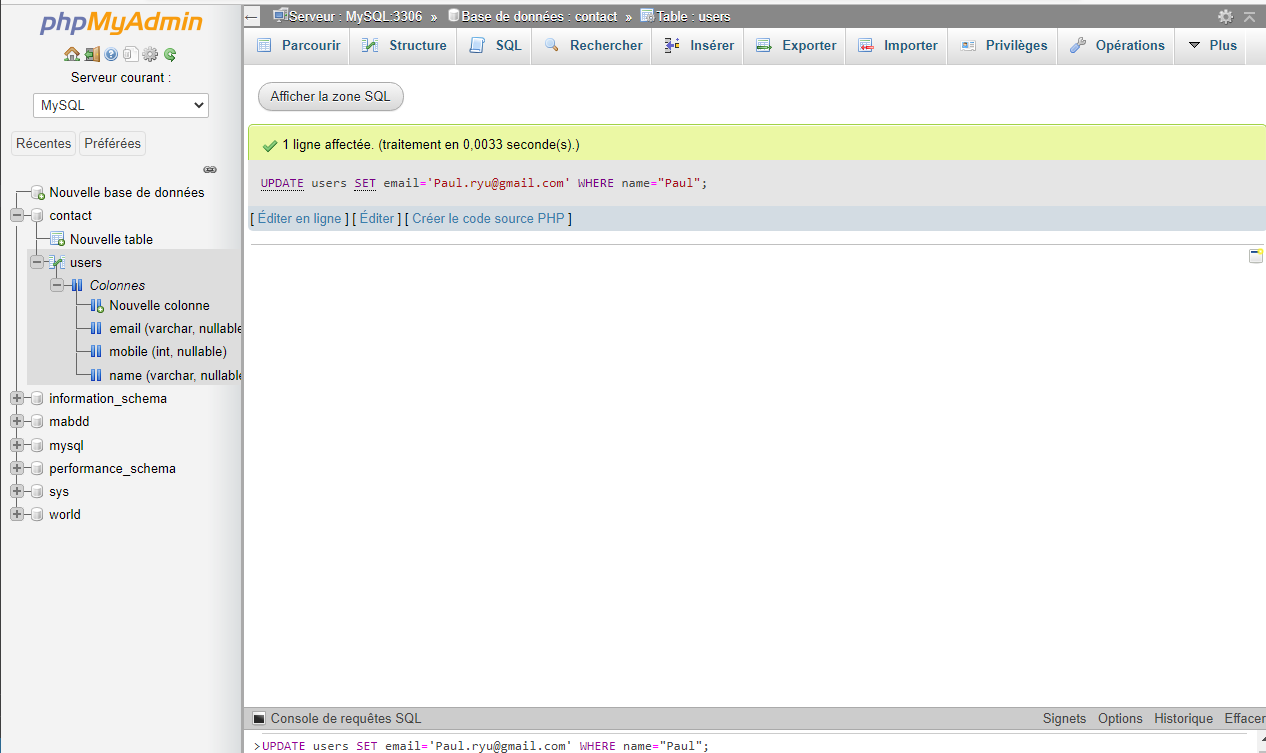 phpMyAdmin
Serveur courant :
MySQL
Récentes Préférées
Nouvelle base de données
contact
Nouvelle table
users
Colonnes
Nouvelle colonne
email (varchar, nullable
mobile (int, nullable)
name (varchar, nullable
information_schema
mabdd
mysql
performance_schema
sys
world
Serveur : MySQL:3306 » Base de données : contact » Table : users
Parcourir Structure SQL Rechercher Insérer Exporter Importer Privilèges Opérations Plus
Afficher la zone SQL
1 ligne affectée. (traitement en 0,0033 seconde(s).)
UPDATE users SET email='Paul.ryu@gmail.com' WHERE name="Paul";
[ Éditer en ligne ] [ Éditer ] [ Créer le code source PHP ]
Console de requêtes SQL Signets Options Historique Effacer
>UPDATE users SET email='Paul.ryu@gmail.com' WHERE name="Paul";